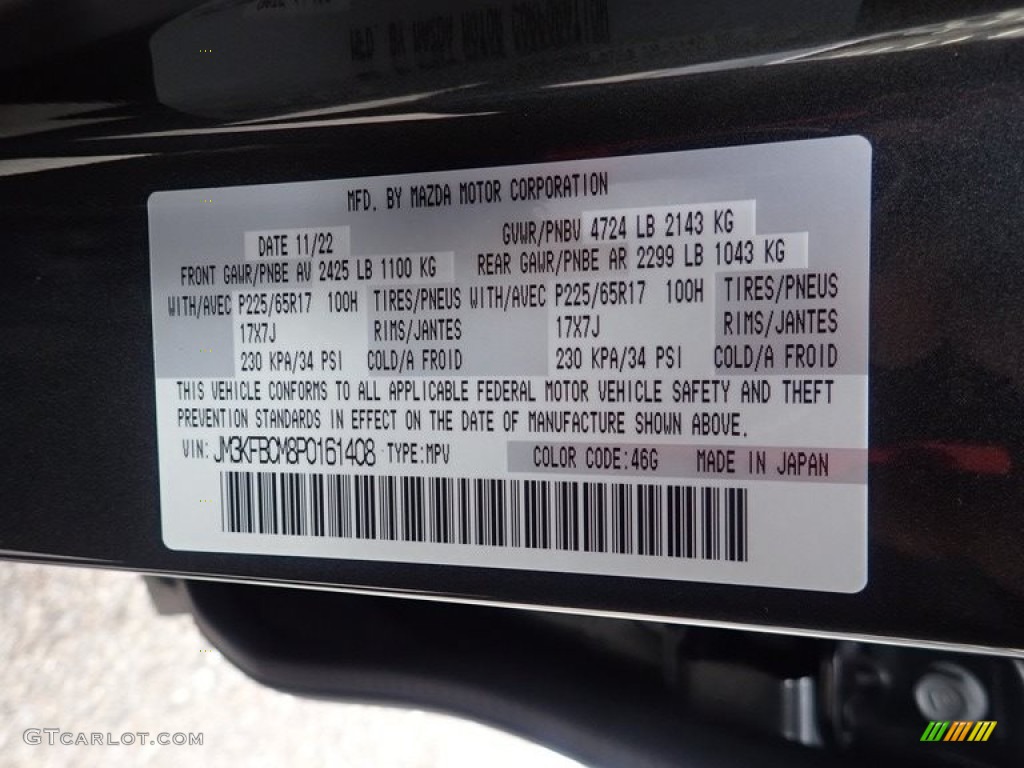 MFD. BY MAZDA MOTOR CORPORATION
DATE 11/22 GVWR/PNBV 4724 LB 2143 KG
FRONT GAWR/PNBE AV 2425 LB 1100 KG REAR GAWR/PNBE AR 2299 LB 1043 KG
WITH/AVEC P225/65R17 100H TIRES/PNEUS WITH/AVEC P225/65R17 100H TIRES/PNEUS
17X7J RIMS/JANTES 17X7J RIMS/JANTES
230 KPA/34 PSI COLD/A FROID 230 KPA/34 PSI COLD/A FROID
THIS VEHICLE CONFORMS TO ALL APPLICABLE FEDERAL MOTOR VEHICLE SAFETY AND THEFT
PREVENTION STANDARDS IN EFFECT ON THE DATE OF MANUFACTURE SHOWN ABOVE.
VIN: JM3KFBCM8P0161408 TYPE:MPV COLOR CODE:46G MADE IN JAPAN
GTCARLOT.COM